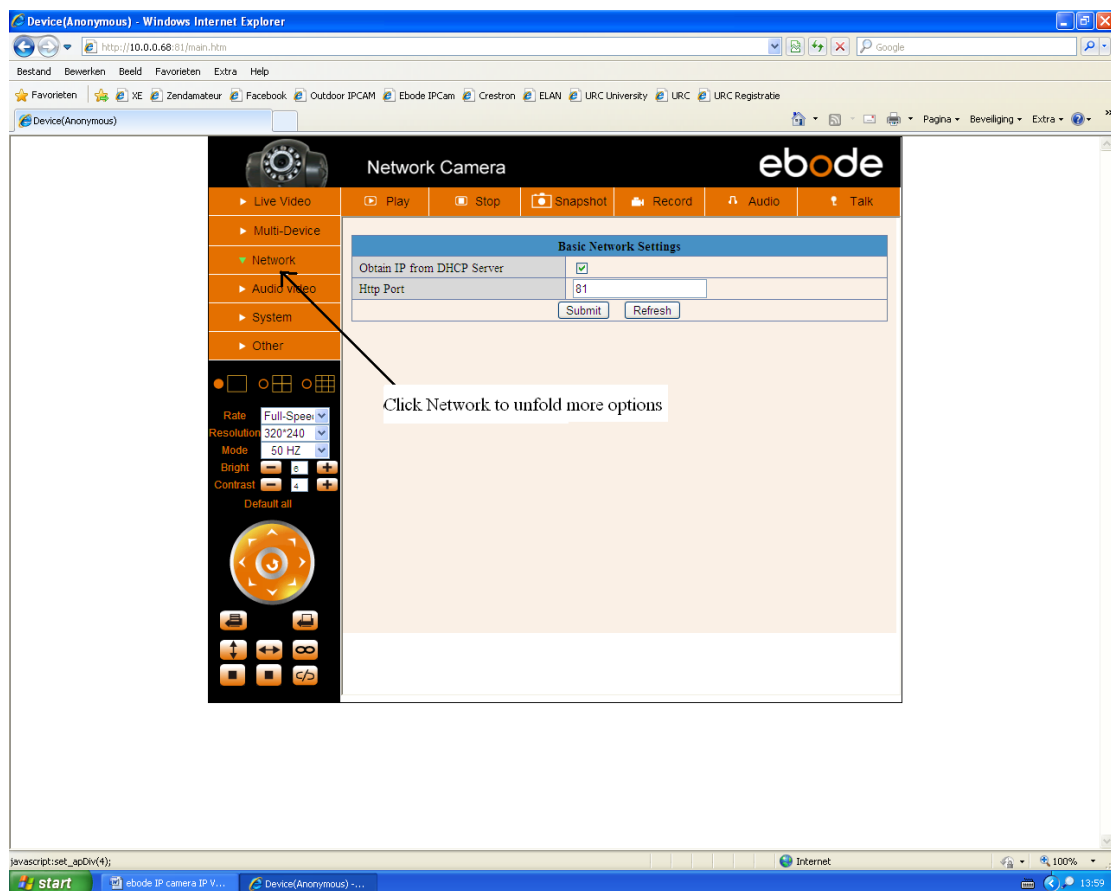 Device(Anonymous) - Windows Internet Explorer
http://10.0.0.68:81/main.htm
Google
Bestand Bewerken Beeld Favorieten Extra Help
Favorieten XE Zendamateur Facebook Outdoor IPCAM Ebode IPCam Crestron ELAN URC University URC URC Registratie
Device(Anonymous)
Pagina Beveiliging Extra »
Network Camera
ebode
Live Video
Play Stop Snapshot Record Audio Talk
Multi-Device
Network
Audio video
System
Other
Basic Network Settings
Obtain IP from DHCP Server
Http Port 81
Submit Refresh
Click Network to unfold more options
Rate Full-Spee
Resolution 320*240
Mode 50 HZ
Bright 6
Contrast 4
Default all
javascript:set_apDiv(4);
Internet
100%
start
ebode IP camera IP V...
Device(Anonymous) -...
13:59